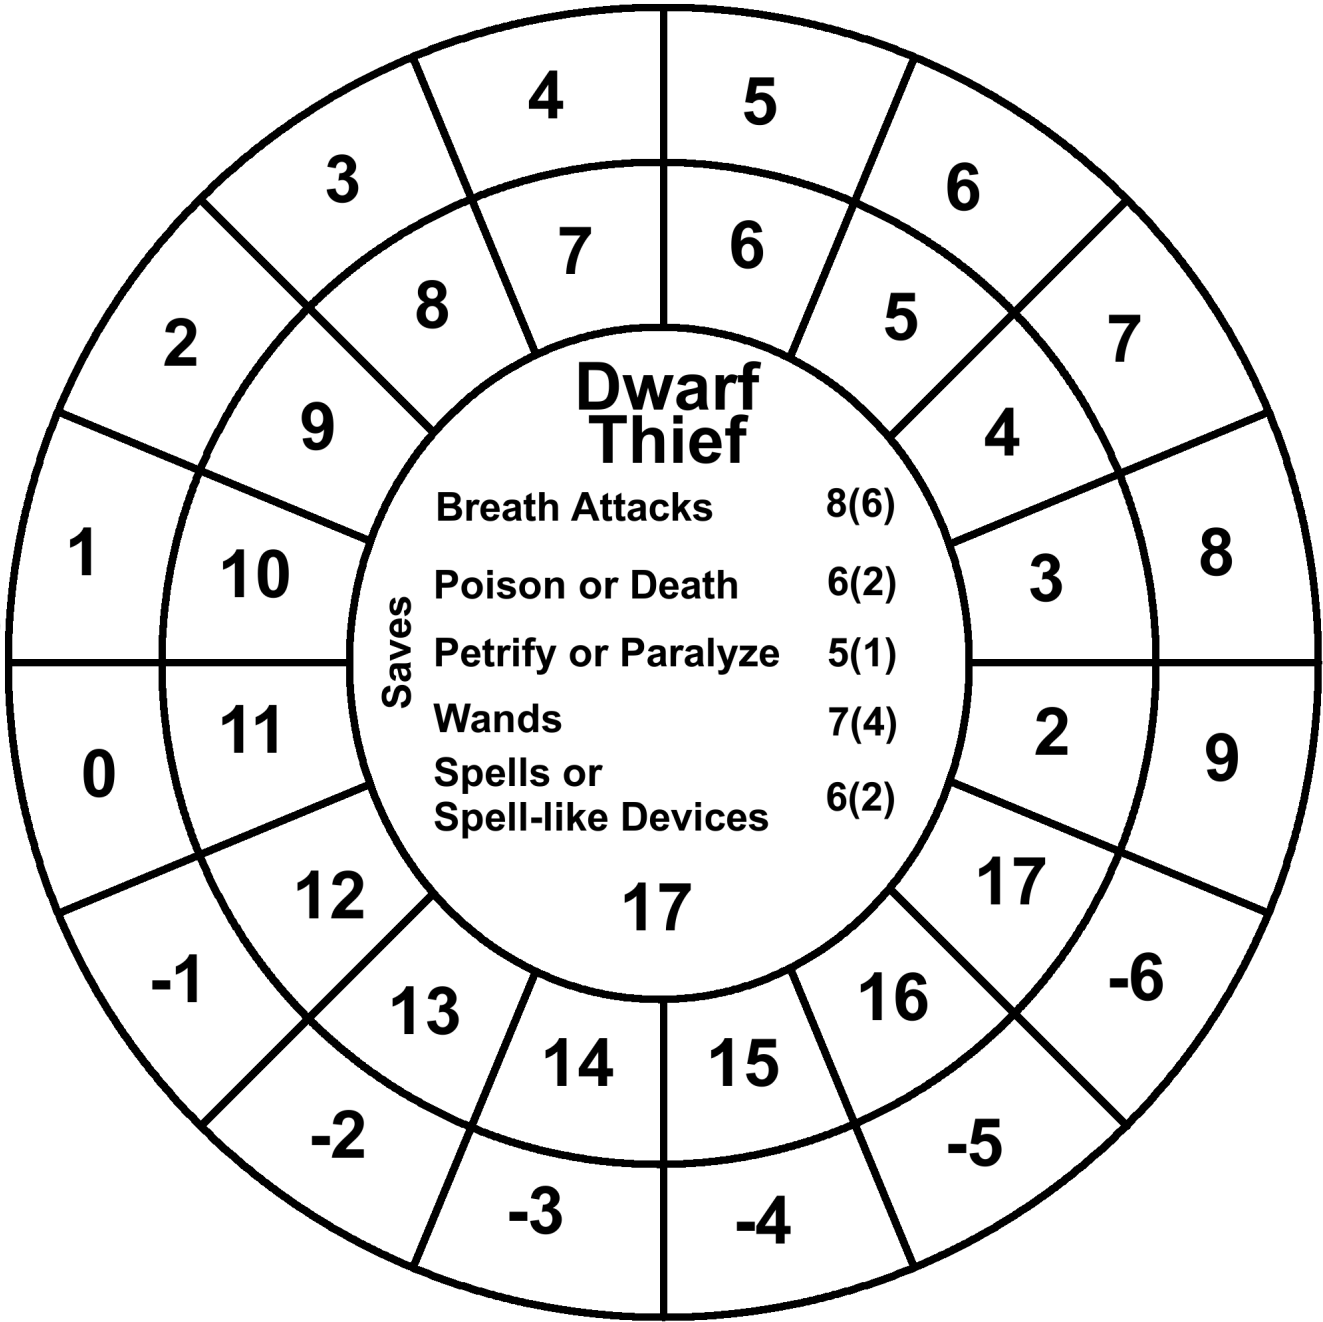 4 5
3 6
7 6
8 5
2 7
9 4
Dwarf
Thief
Breath Attacks 8(6)
1 8
10 3
Poison or Death 6(2)
Saves
Petrify or Paralyze 5(1)
Wands 7(4)
11 2
0 9
Spells or
Spell-like Devices 6(2)
12 17
17
-1 -6
13 16
14 15
-2 -5
-3 -4